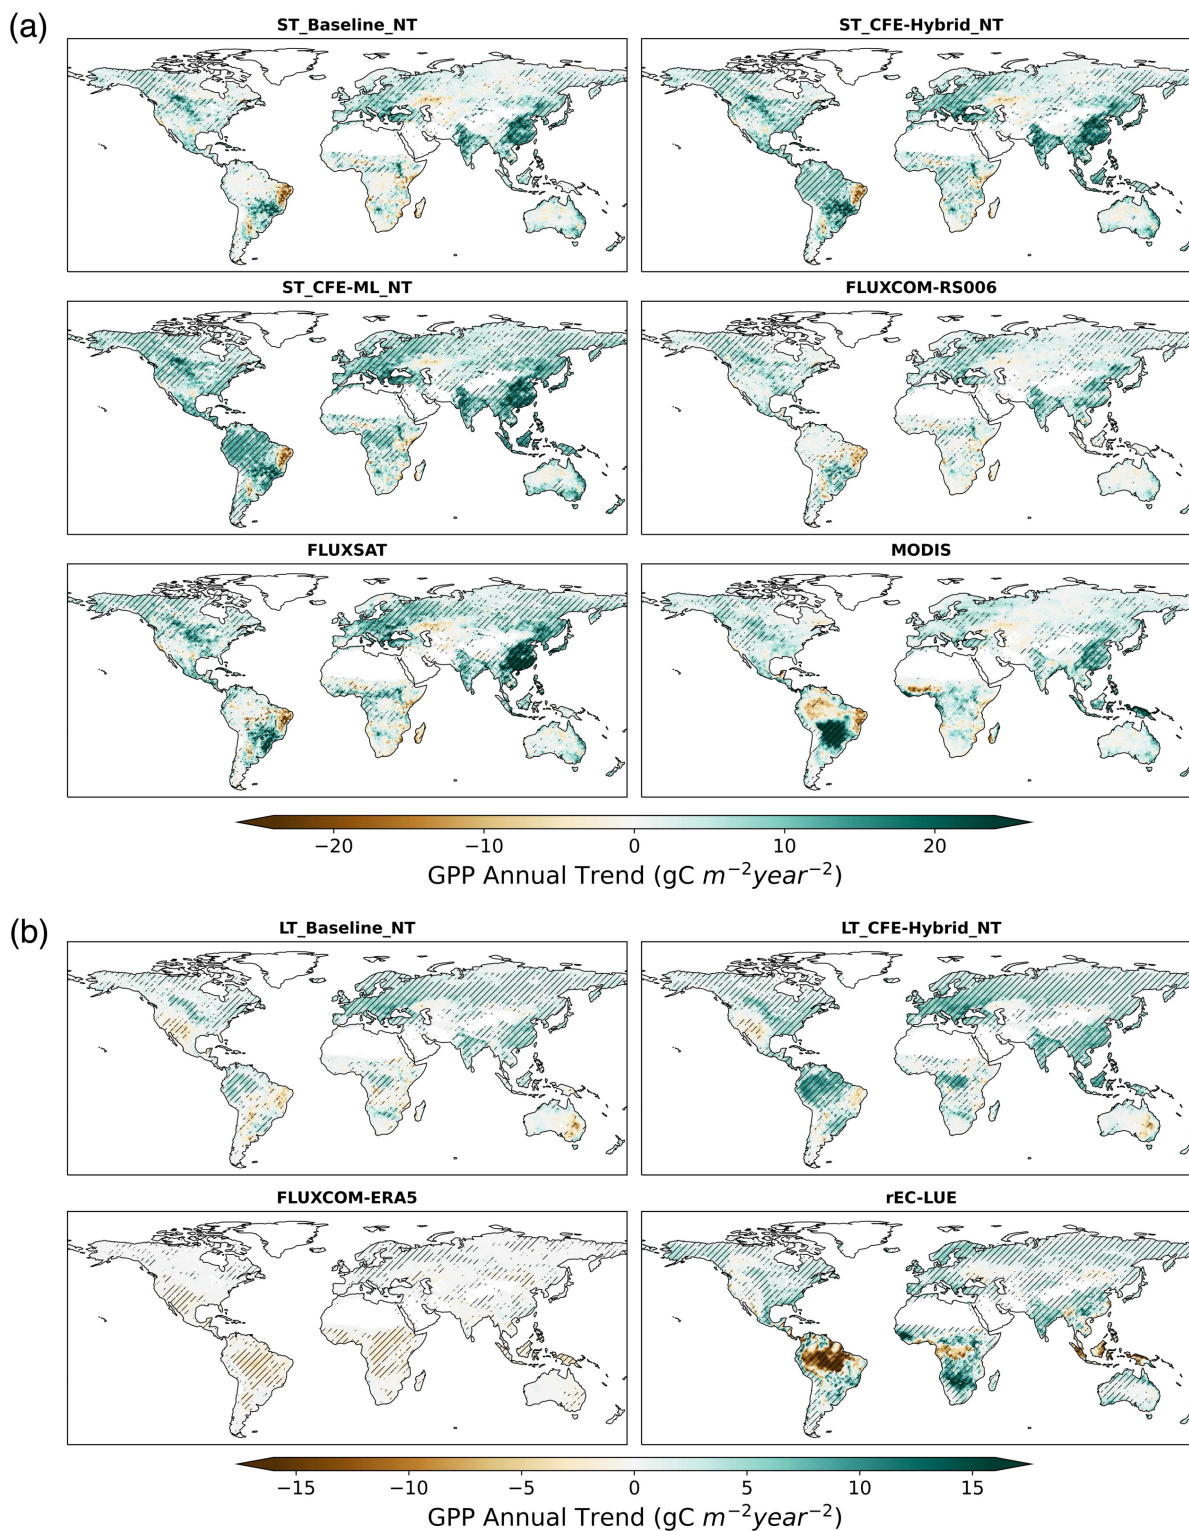 (a)
ST_Baseline_NT
ST_CFE-Hybrid_NT
ST_CFE-ML_NT
FLUXCOM-RS006
FLUXSAT
MODIS
−20 −10 0 10 20
GPP Annual Trend (gC m−2year−2)
(b)
LT_Baseline_NT
LT_CFE-Hybrid_NT
FLUXCOM-ERA5
rEC-LUE
−15 −10 −5 0 5 10 15
GPP Annual Trend (gC m−2year−2)